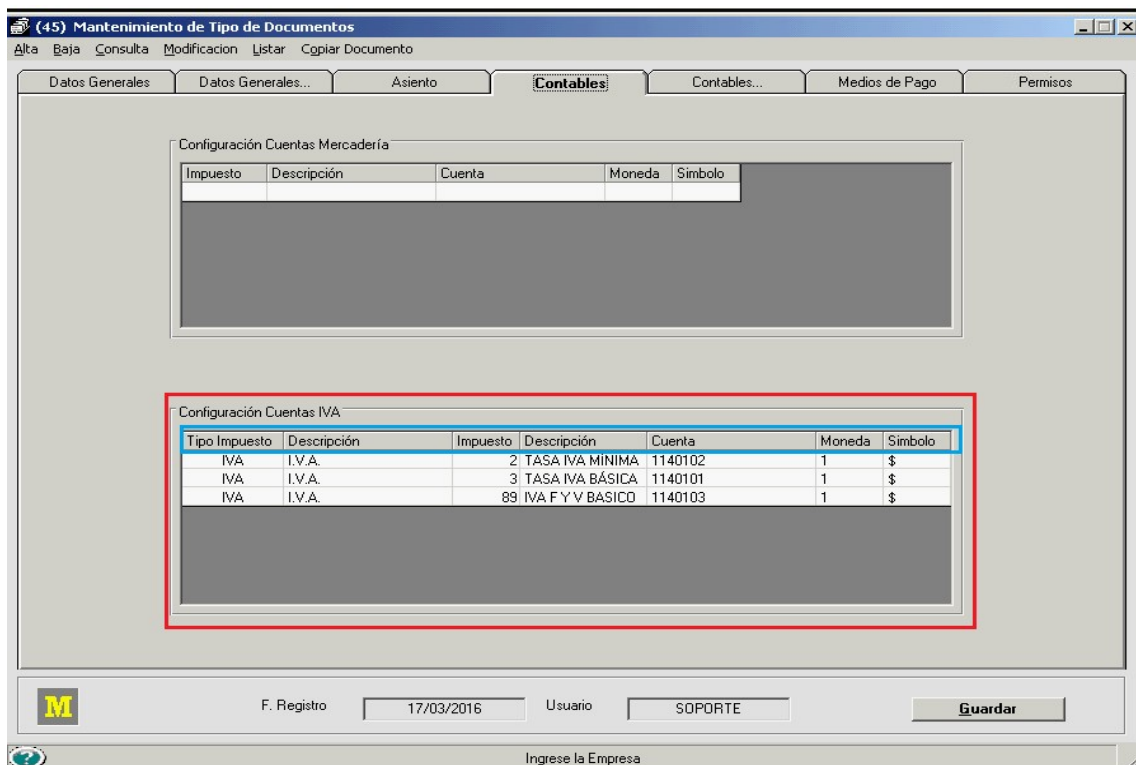 (45) Mantenimiento de Tipo de Documentos
Alta Baja Consulta Modificacion Listar Copiar Documento
Datos Generales Datos Generales... Asiento Contables Contables... Medios de Pago Permisos
Configuración Cuentas Mercadería
Impuesto Descripción Cuenta Moneda Simbolo
Configuración Cuentas IVA
Tipo Impuesto Descripción Impuesto Descripción Cuenta Moneda Simbolo
IVA I.V.A. 2 TASA IVA MÍNIMA 1140102 1 $
IVA I.V.A. 3 TASA IVA BÁSICA 1140101 1 $
IVA I.V.A. 89 IVA F Y V BASICO 1140103 1 $
M F. Registro 17/03/2016 Usuario SOPORTE Guardar
? Ingrese la Empresa